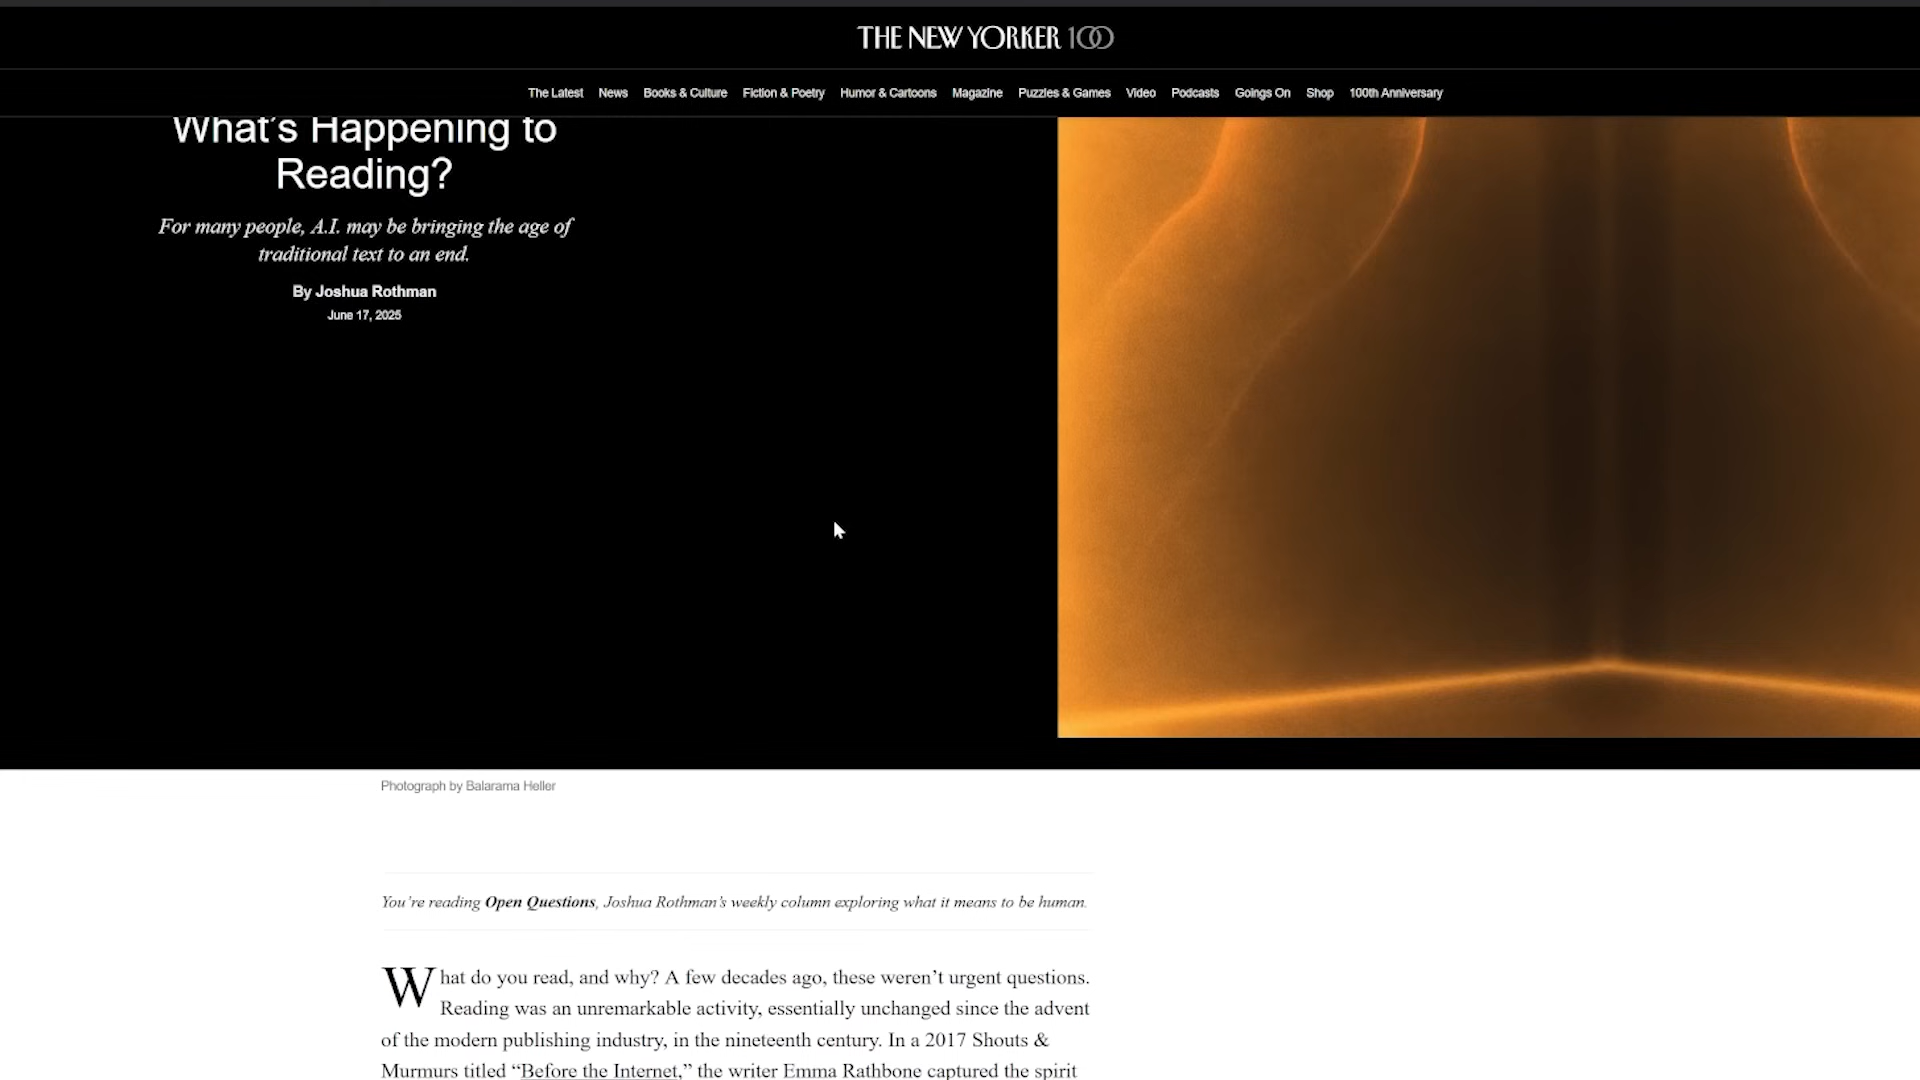 THE NEW YORKER 100
The Latest News Books & Culture Fiction & Poetry Humor & Cartoons Magazine Puzzles & Games Video Podcasts Goings On Shop 100th Anniversary
What's Happening to
Reading?
For many people, A.I. may be bringing the age of
traditional text to an end.
By Joshua Rothman
June 17, 2025
Photograph by Balarama Heller
You're reading Open Questions, Joshua Rothman's weekly column exploring what it means to be human.
What do you read, and why? A few decades ago, these weren't urgent questions.
Reading was an unremarkable activity, essentially unchanged since the advent
of the modern publishing industry, in the nineteenth century. In a 2017 Shouts &
Murmurs titled “Before the Internet,” the writer Emma Rathbone captured the spirit